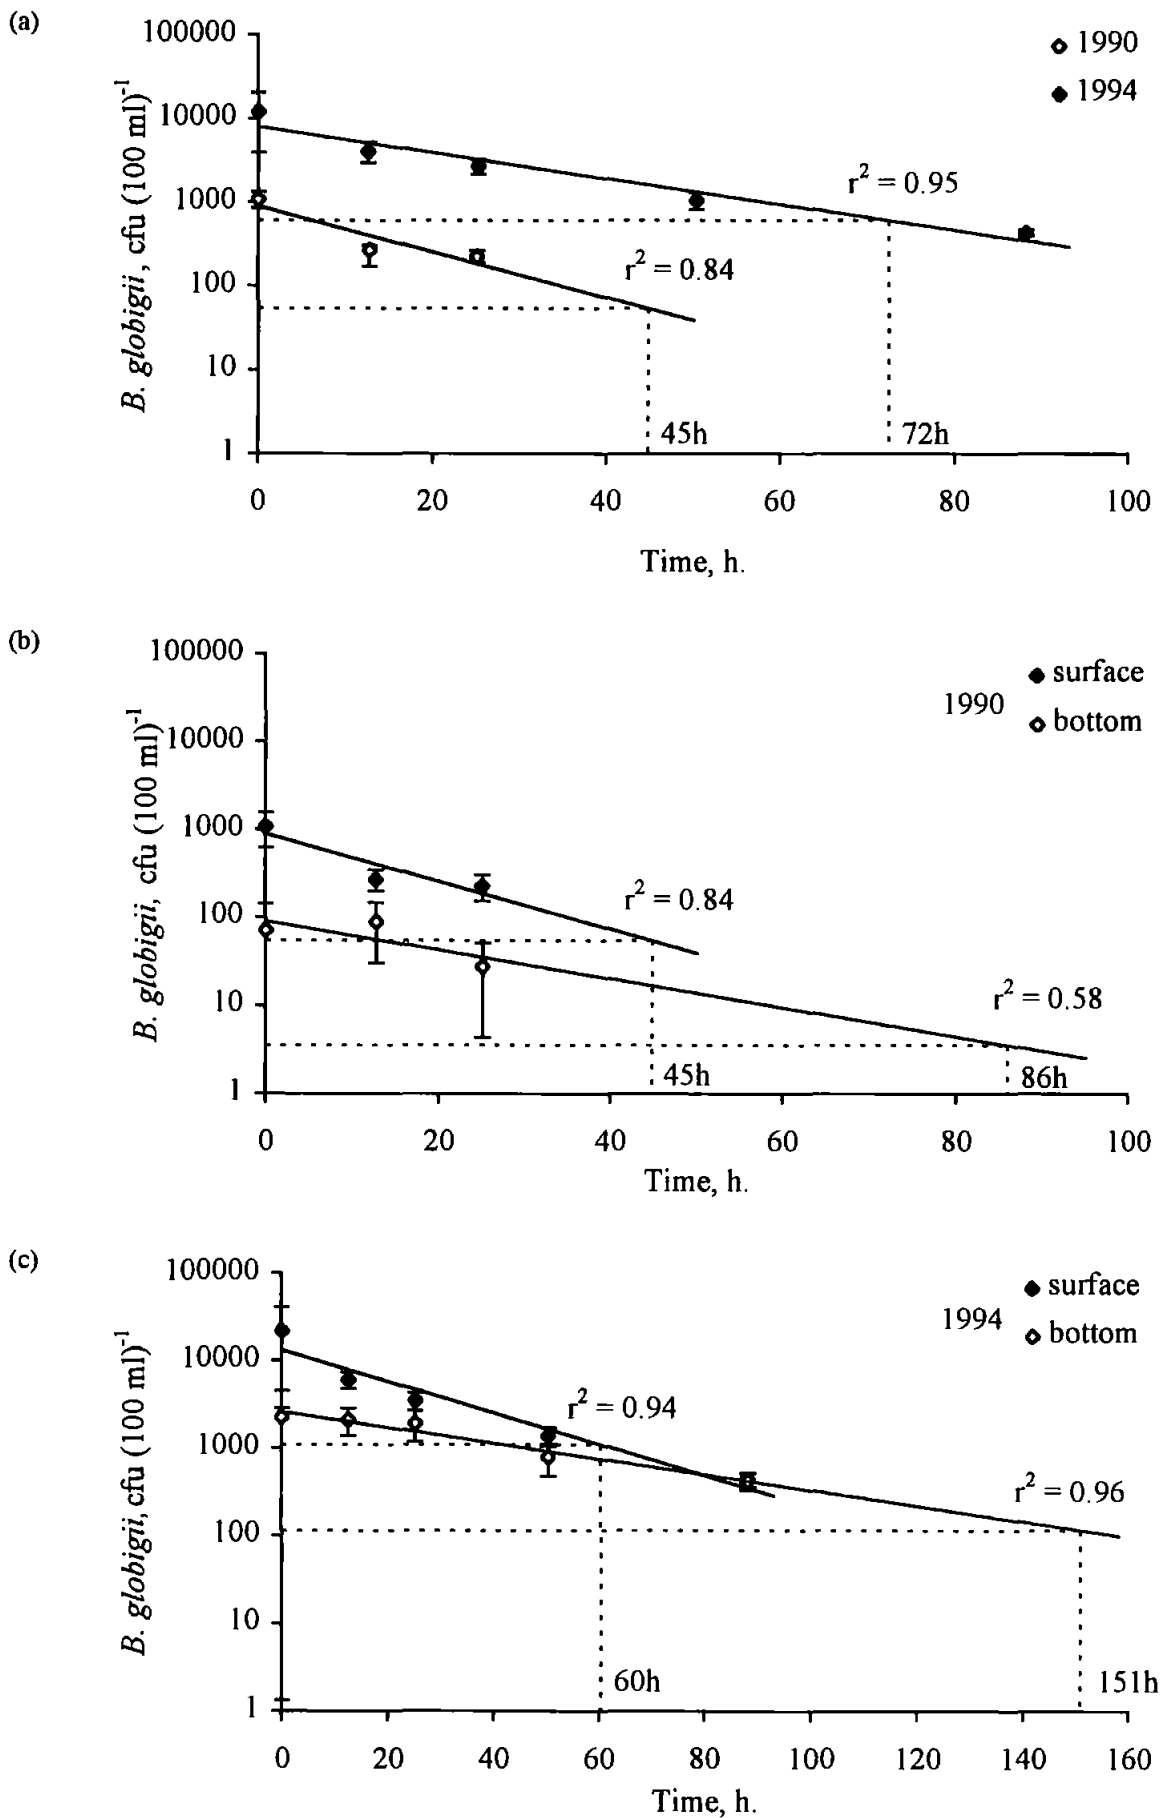 (a)
100000
10000
1000
100
10
1
B. globigii, cfu (100 ml)-1
1990
1994
r2 = 0.95
r2 = 0.84
45h
72h
0 20 40 60 80 100
Time, h.
(b)
100000
10000
1000
100
10
1
B. globigii, cfu (100 ml)-1
1990
surface
bottom
r2 = 0.84
r2 = 0.58
45h
86h
0 20 40 60 80 100
Time, h.
(c)
100000
10000
1000
100
10
1
B. globigii, cfu (100 ml)-1
1994
surface
bottom
r2 = 0.94
r2 = 0.96
60h
151h
0 20 40 60 80 100 120 140 160
Time, h.